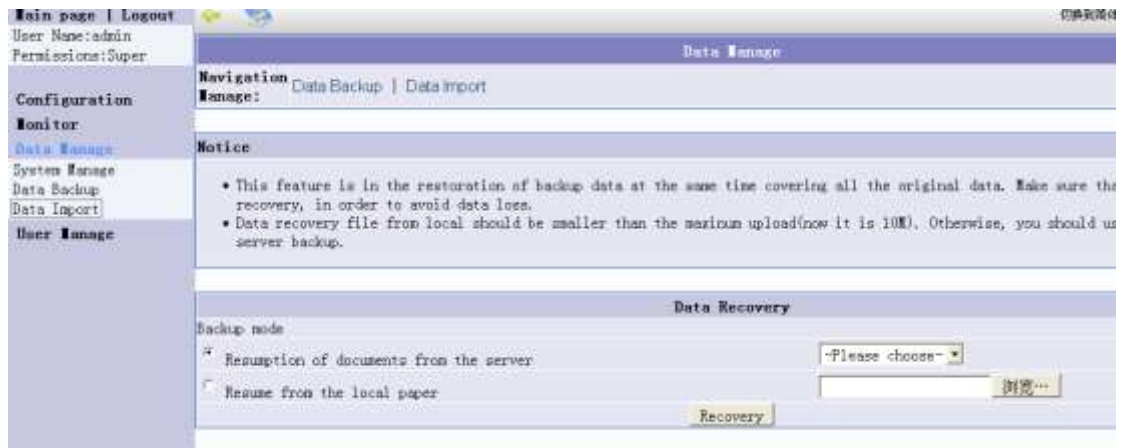 Main page | Logout
User Name:admin
Permissions:Super
Configuration
Monitor
Data Manage
System Manage
Data Backup
Data Import
User Manage
切换到简体
Data Manage
Navigation Manage:
Data Backup | Data Import
Notice
• This feature is in the restoration of backup data at the same time covering all the original data. Make sure
recovery, in order to avoid data loss.
• Data recovery file from local should be smaller than the maximum upload(now it is 10M). Otherwise, you should
server backup.
Data Recovery
Backup mode
Resumption of documents from the server
-Please choose-
Resume from the local paper
浏览…
Recovery